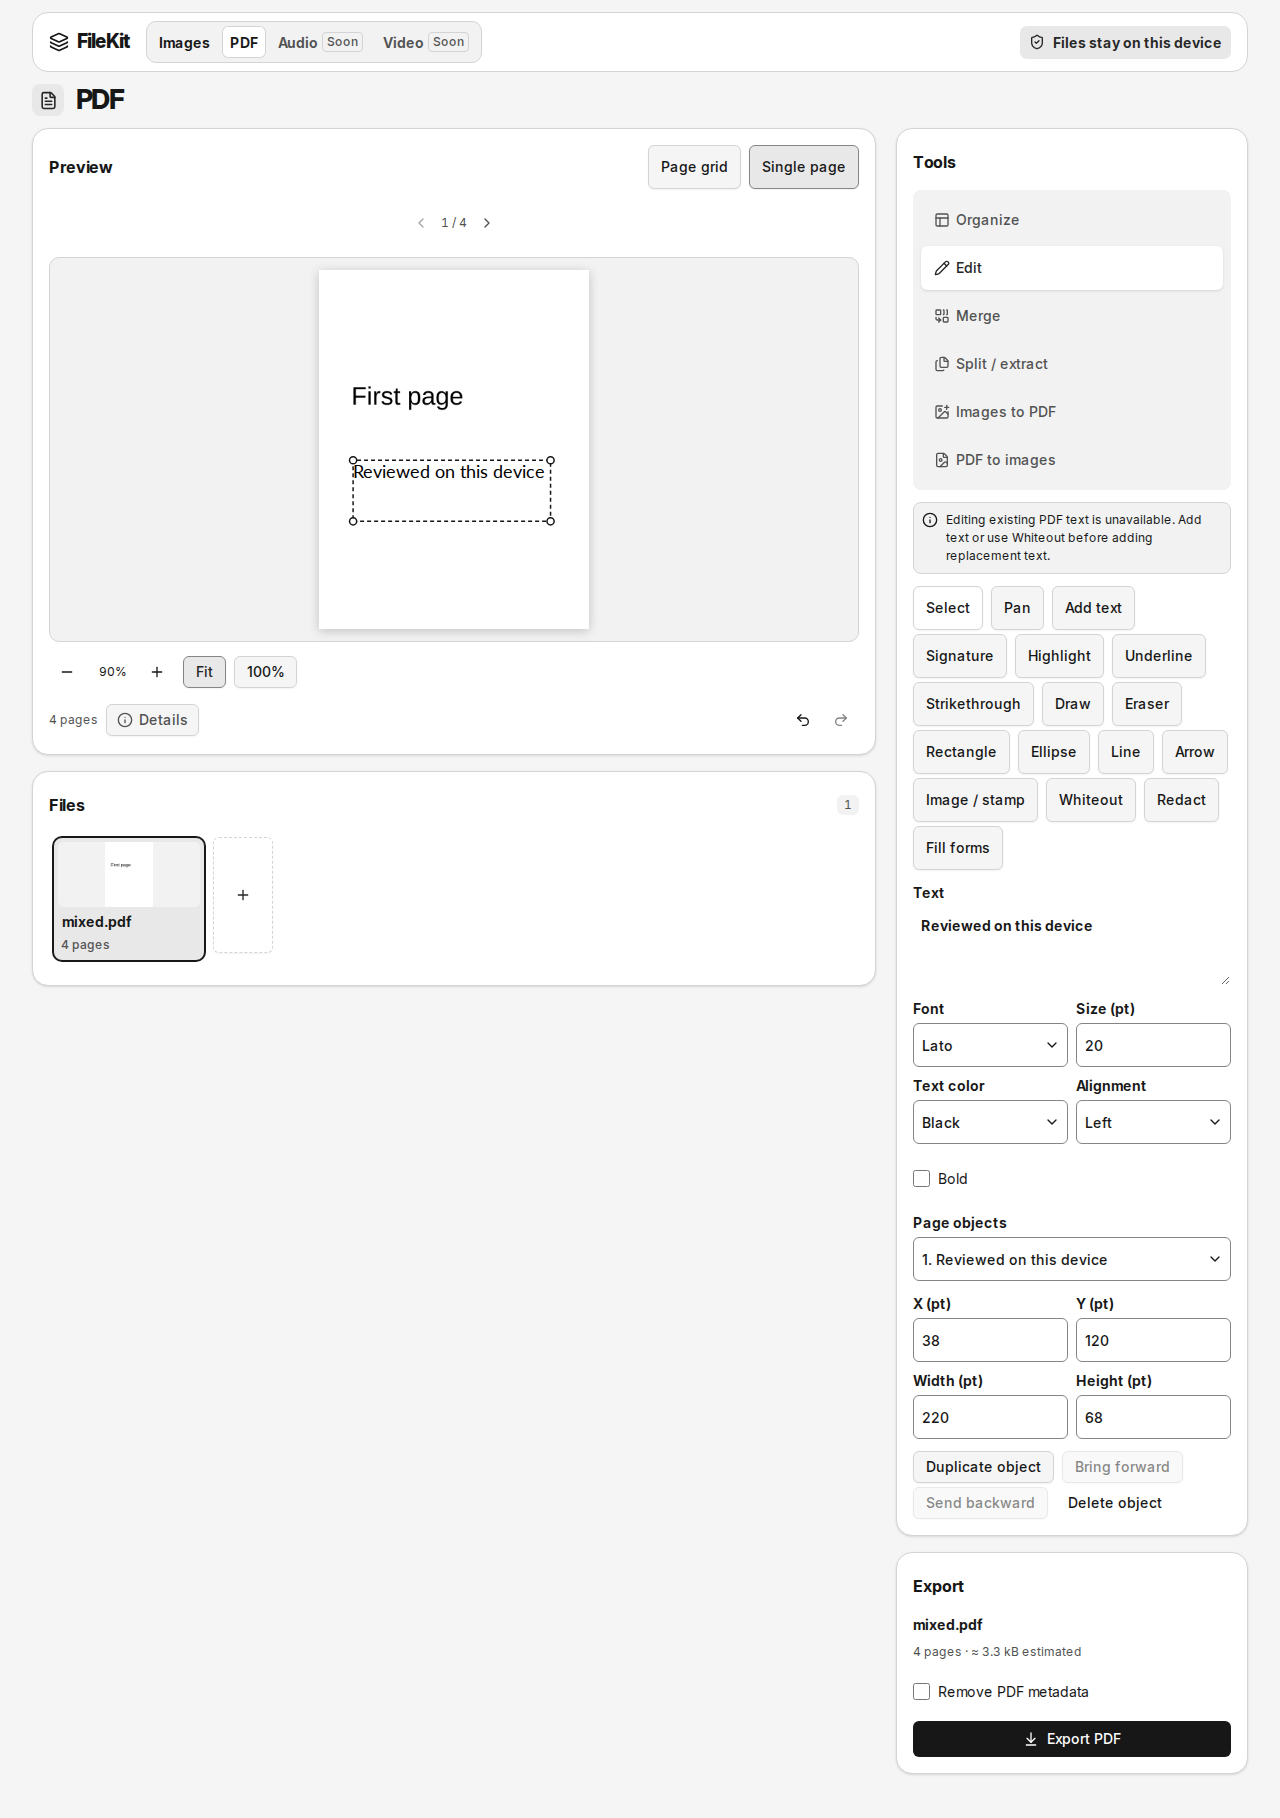 FileKit
Images
PDF
Audio Soon
Video Soon
Files stay on this device
PDF
Preview
Page grid
Single page
1 / 4
First page
Reviewed on this device
90%
Fit
100%
4 pages
Details
Files
1
First page
mixed.pdf
4 pages
Tools
Organize
Edit
Merge
Split / extract
Images to PDF
PDF to images
Editing existing PDF text is unavailable. Add
text or use Whiteout before adding
replacement text.
Select
Pan
Add text
Signature
Highlight
Underline
Strikethrough
Draw
Eraser
Rectangle
Ellipse
Line
Arrow
Image / stamp
Whiteout
Redact
Fill forms
Text
Reviewed on this device
Font
Size (pt)
Lato
20
Text color
Alignment
Black
Left
Bold
Page objects
1. Reviewed on this device
X (pt)
Y (pt)
38
120
Width (pt)
Height (pt)
220
68
Duplicate object
Bring forward
Send backward
Delete object
Export
mixed.pdf
4 pages · ≈ 3.3 kB estimated
Remove PDF metadata
Export PDF